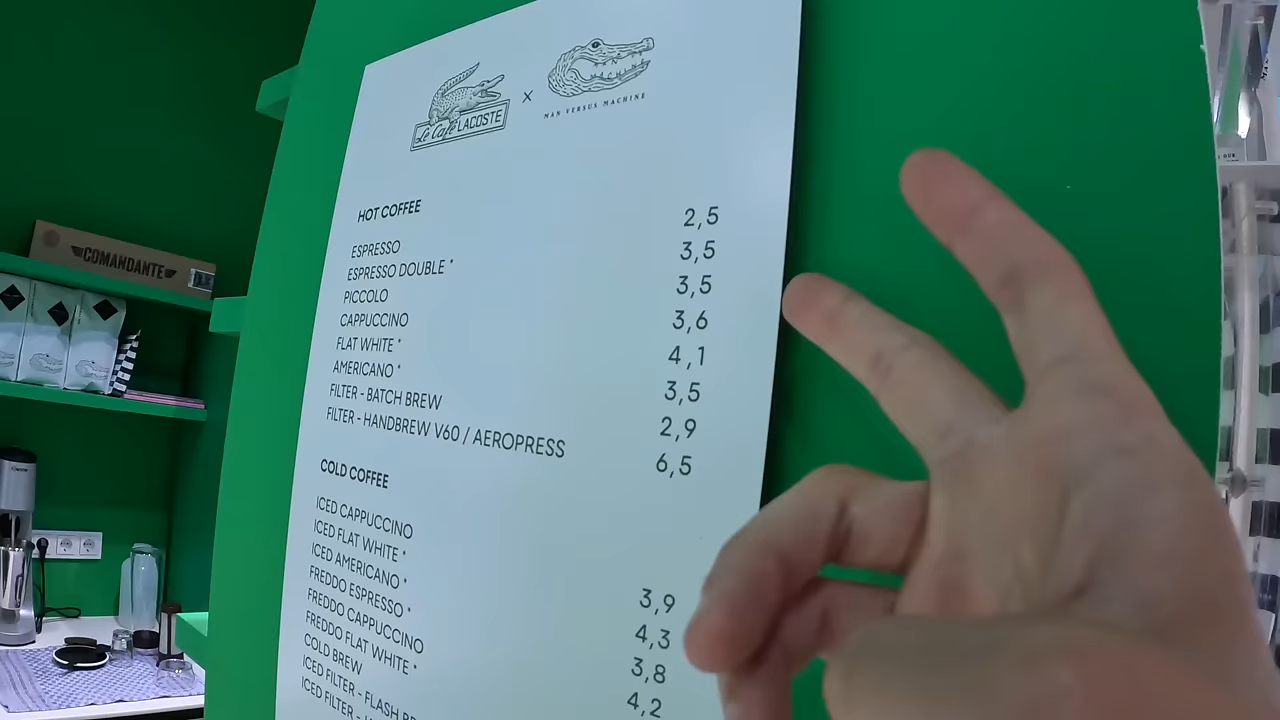 Le Café LACOSTE
x
MAN VERSUS MACHINE
HOT COFFEE
ESPRESSO 2,5
ESPRESSO DOUBLE * 3,5
PICCOLO 3,5
CAPPUCCINO 3,6
FLAT WHITE * 4,1
AMERICANO * 3,5
FILTER - BATCH BREW 2,9
FILTER - HANDBREW V60 / AEROPRESS 6,5
COLD COFFEE
ICED CAPPUCCINO 3,9
ICED FLAT WHITE * 4,3
ICED AMERICANO * 3,8
FREDDO ESPRESSO * 4,2
FREDDO CAPPUCCINO
FREDDO FLAT WHITE *
COLD BREW
ICED FILTER - FLASH
ICED FILTER -
COMANDANTE